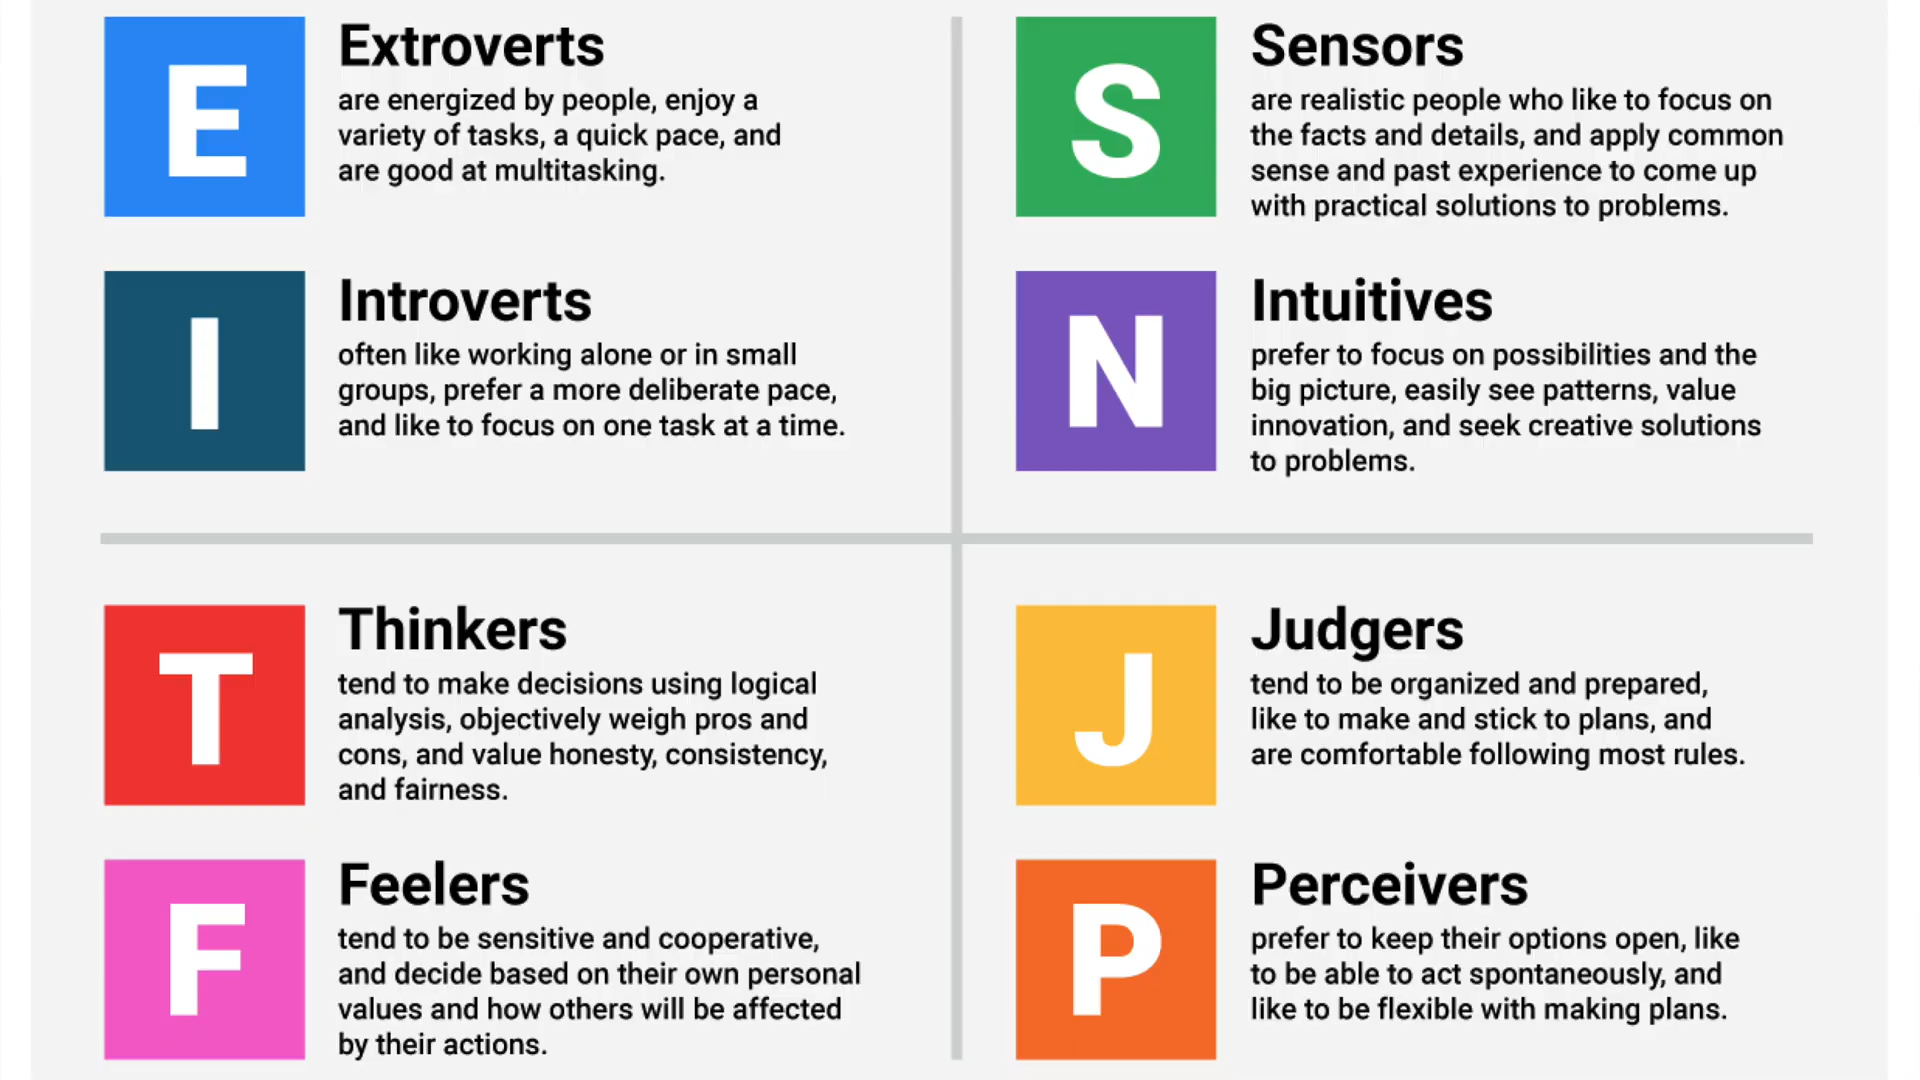 E
Extroverts
are energized by people, enjoy a
variety of tasks, a quick pace, and
are good at multitasking.
I
Introverts
often like working alone or in small
groups, prefer a more deliberate pace,
and like to focus on one task at a time.
S
Sensors
are realistic people who like to focus on
the facts and details, and apply common
sense and past experience to come up
with practical solutions to problems.
N
Intuitives
prefer to focus on possibilities and the
big picture, easily see patterns, value
innovation, and seek creative solutions
to problems.
T
Thinkers
tend to make decisions using logical
analysis, objectively weigh pros and
cons, and value honesty, consistency,
and fairness.
F
Feelers
tend to be sensitive and cooperative,
and decide based on their own personal
values and how others will be affected
by their actions.
J
Judgers
tend to be organized and prepared,
like to make and stick to plans, and
are comfortable following most rules.
P
Perceivers
prefer to keep their options open, like
to be able to act spontaneously, and
like to be flexible with making plans.